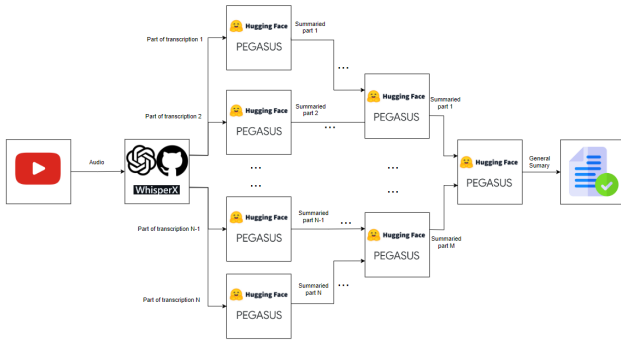 Hugging Face
PEGASUS
Part of transcription 1
Summaried
part 1
...
Hugging Face
PEGASUS
Part of transcription 2
Summaried
part 2
...
Hugging Face
PEGASUS
Summaried
part 1
Audio
WhisperX
...
...
...
...
Hugging Face
PEGASUS
General
Sumary
Part of transcription N-1
Hugging Face
PEGASUS
Summaried
part N-1
...
Hugging Face
PEGASUS
Summaried
part M
Part of transcription N
Hugging Face
PEGASUS
Summaried
part N
...